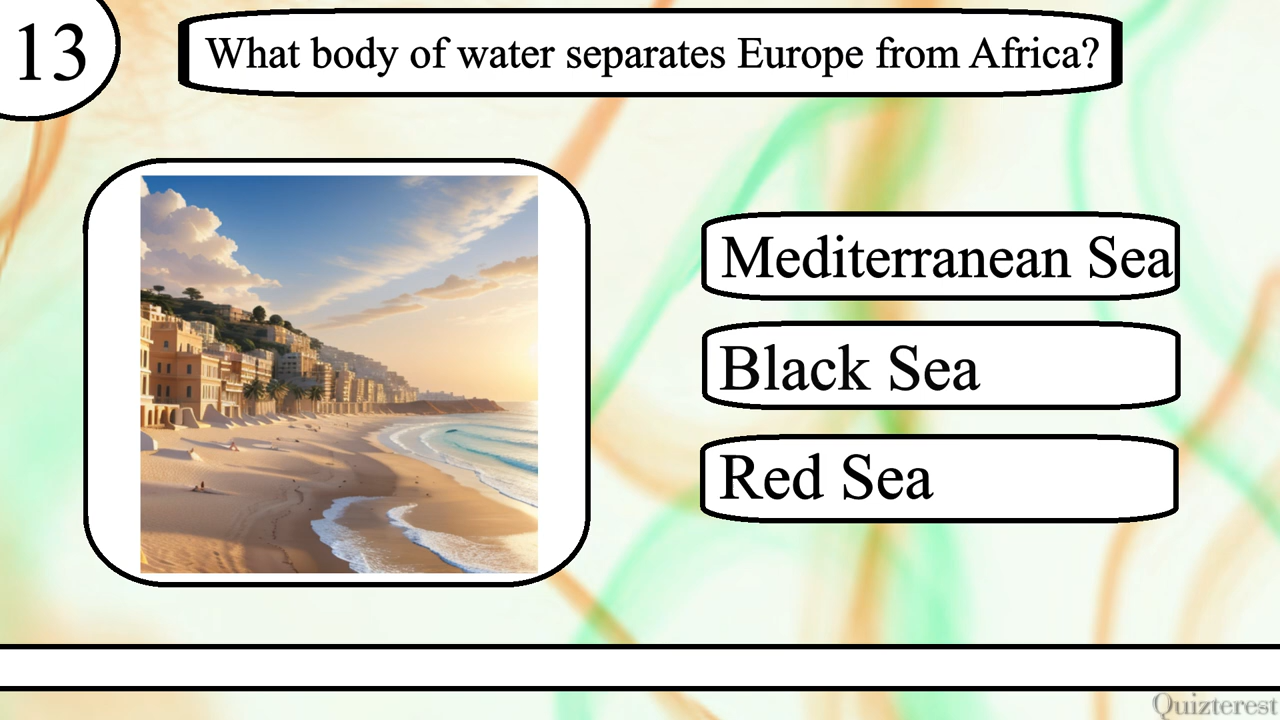 13
What body of water separates Europe from Africa?
Mediterranean Sea
Black Sea
Red Sea
Quizterest